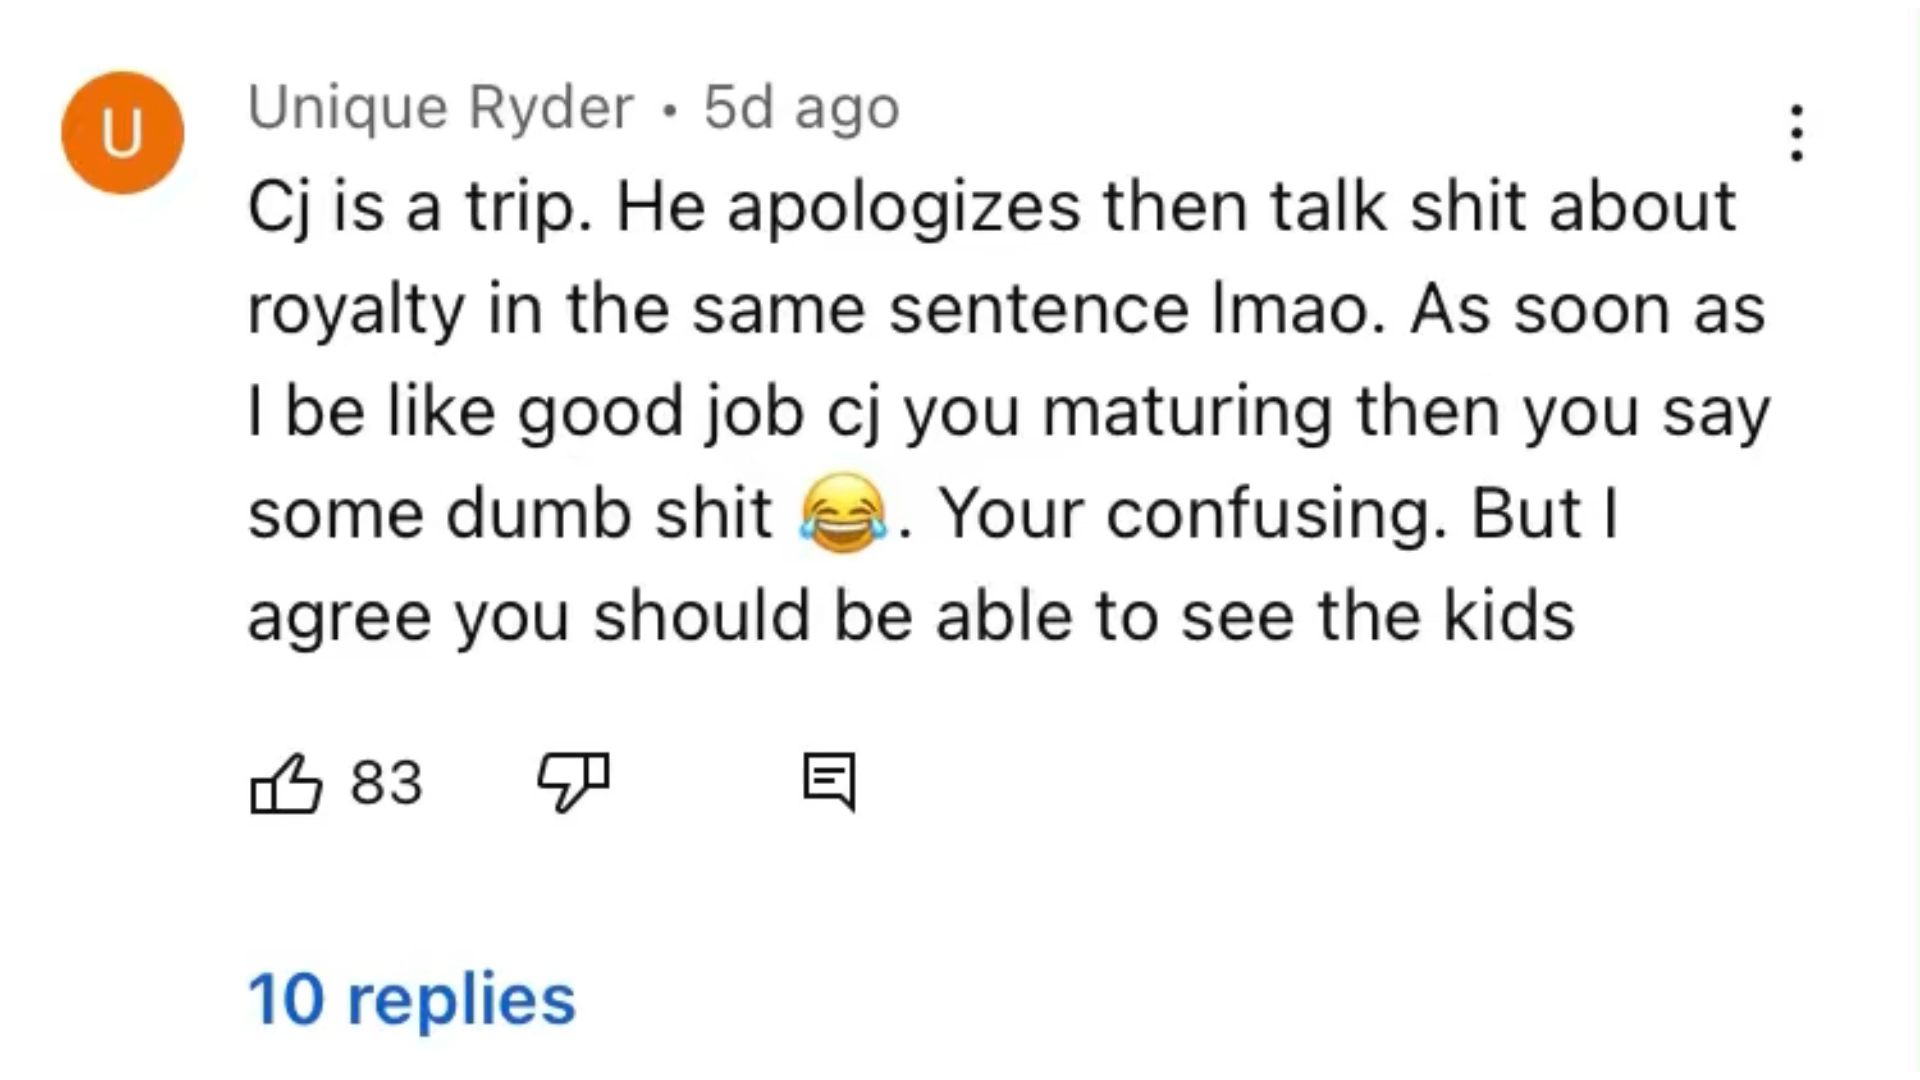 U
Unique Ryder • 5d ago
Cj is a trip. He apologizes then talk shit about
royalty in the same sentence lmao. As soon as
I be like good job cj you maturing then you say
some dumb shit 😂. Your confusing. But I
agree you should be able to see the kids
83
10 replies